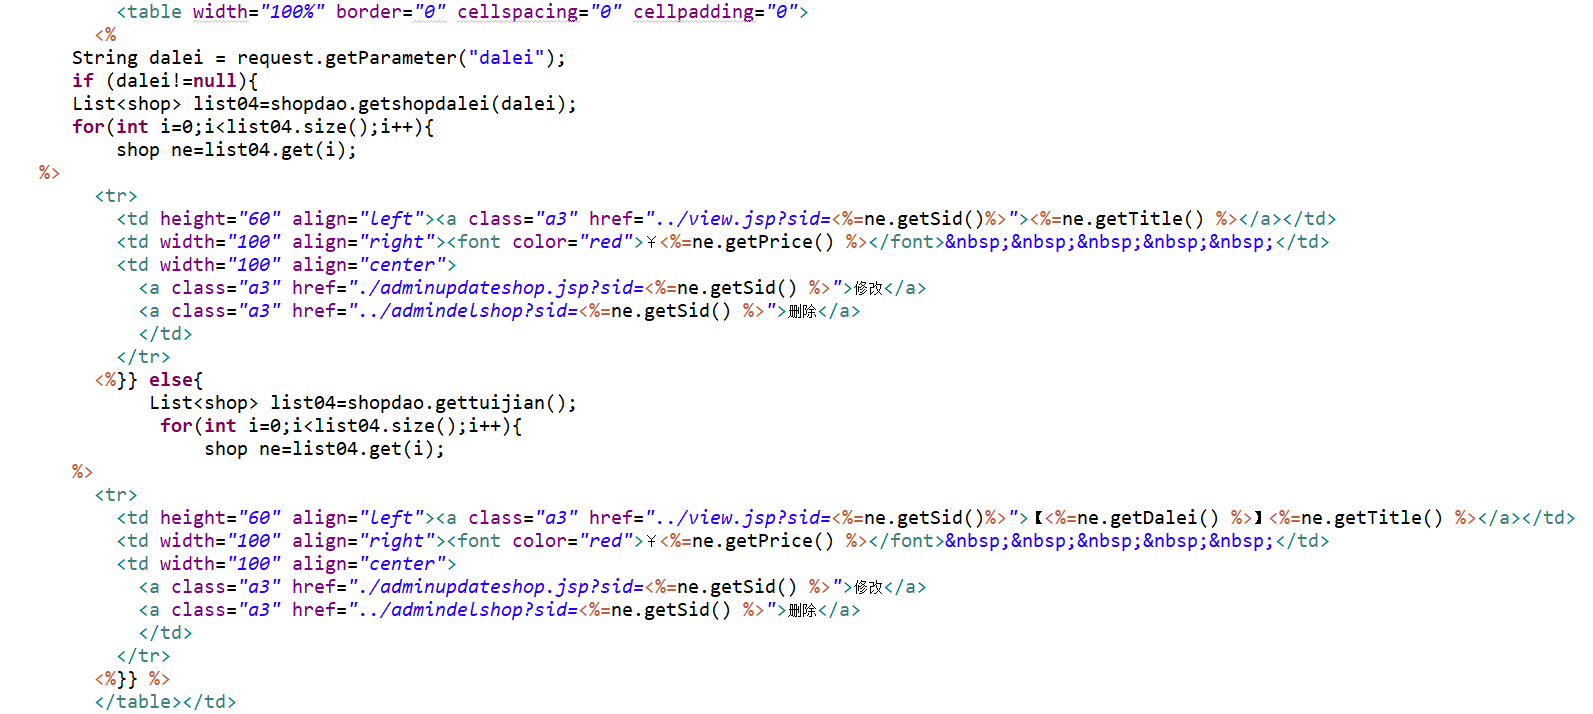 <table width="100%" border="0" cellspacing="0" cellpadding="0">
<%
String dalei = request.getParameter("dalei");
if (dalei!=null){
List<shop> list04=shopdao.getshopdalei(dalei);
for(int i=0;i<list04.size();i++){
shop ne=list04.get(i);
%>
<tr>
<td height="60" align="left"><a class="a3" href="../view.jsp?sid=<%=ne.getSid()%>"><%=ne.getTitle() %></a></td>
<td width="100" align="right"><font color="red">¥<%=ne.getPrice() %></font>&nbsp;&nbsp;&nbsp;&nbsp;&nbsp;</td>
<td width="100" align="center">
<a class="a3" href="./adminupdateshop.jsp?sid=<%=ne.getSid() %>">修改</a>
<a class="a3" href="../admindelshop?sid=<%=ne.getSid() %>">删除</a>
</td>
</tr>
<%}} else{
List<shop> list04=shopdao.gettuijian();
for(int i=0;i<list04.size();i++){
shop ne=list04.get(i);
%>
<tr>
<td height="60" align="left"><a class="a3" href="../view.jsp?sid=<%=ne.getSid()%>">【<%=ne.getDalei() %>】<%=ne.getTitle() %></a></td>
<td width="100" align="right"><font color="red">¥<%=ne.getPrice() %></font>&nbsp;&nbsp;&nbsp;&nbsp;&nbsp;</td>
<td width="100" align="center">
<a class="a3" href="./adminupdateshop.jsp?sid=<%=ne.getSid() %>">修改</a>
<a class="a3" href="../admindelshop?sid=<%=ne.getSid() %>">删除</a>
</td>
</tr>
<%}} %>
</table></td>